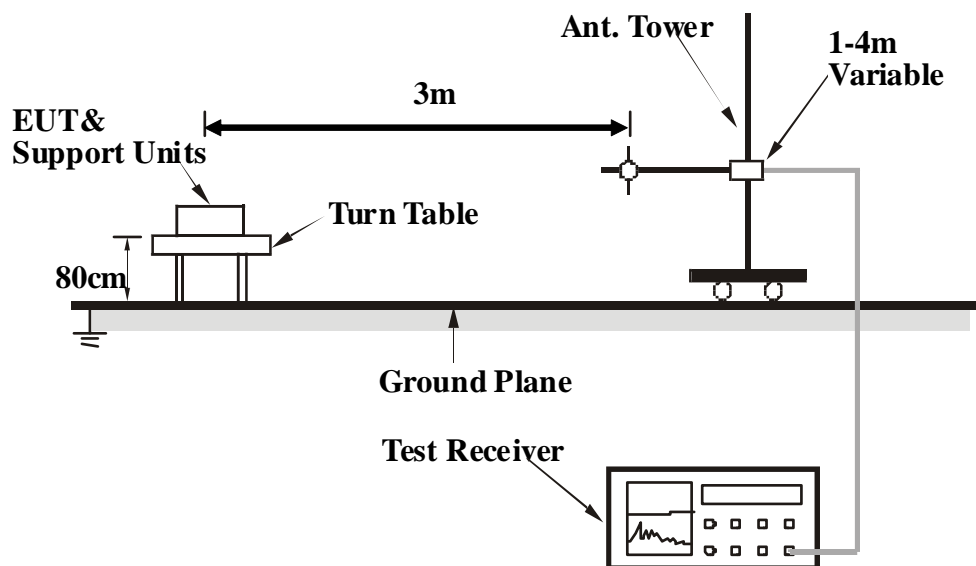 Ant. Tower
1-4m
Variable
3m
EUT&
Support Units
Turn Table
80cm
Ground Plane
Test Receiver